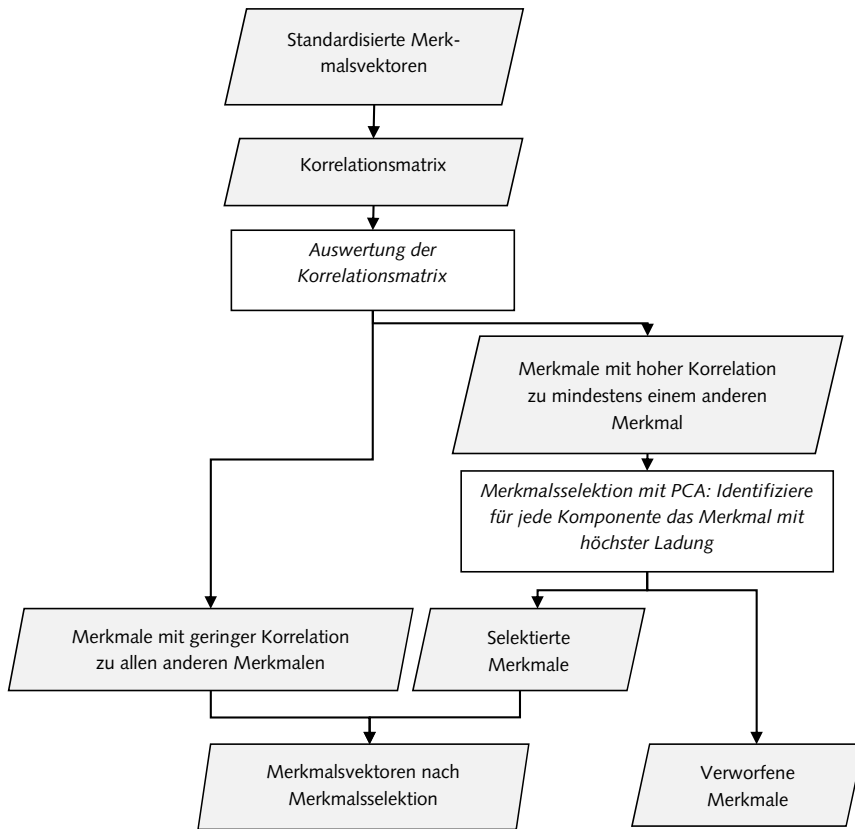 Standardisierte Merk-
malsvektoren
Korrelationsmatrix
Auswertung der
Korrelationsmatrix
Merkmale mit hoher Korrelation
zu mindestens einem anderen
Merkmal
Merkmalsselektion mit PCA: Identifiziere
für jede Komponente das Merkmal mit
höchster Ladung
Merkmale mit geringer Korrelation
zu allen anderen Merkmalen
Selektierte
Merkmale
Merkmalsvektoren nach
Merkmalsselektion
Verworfene
Merkmale